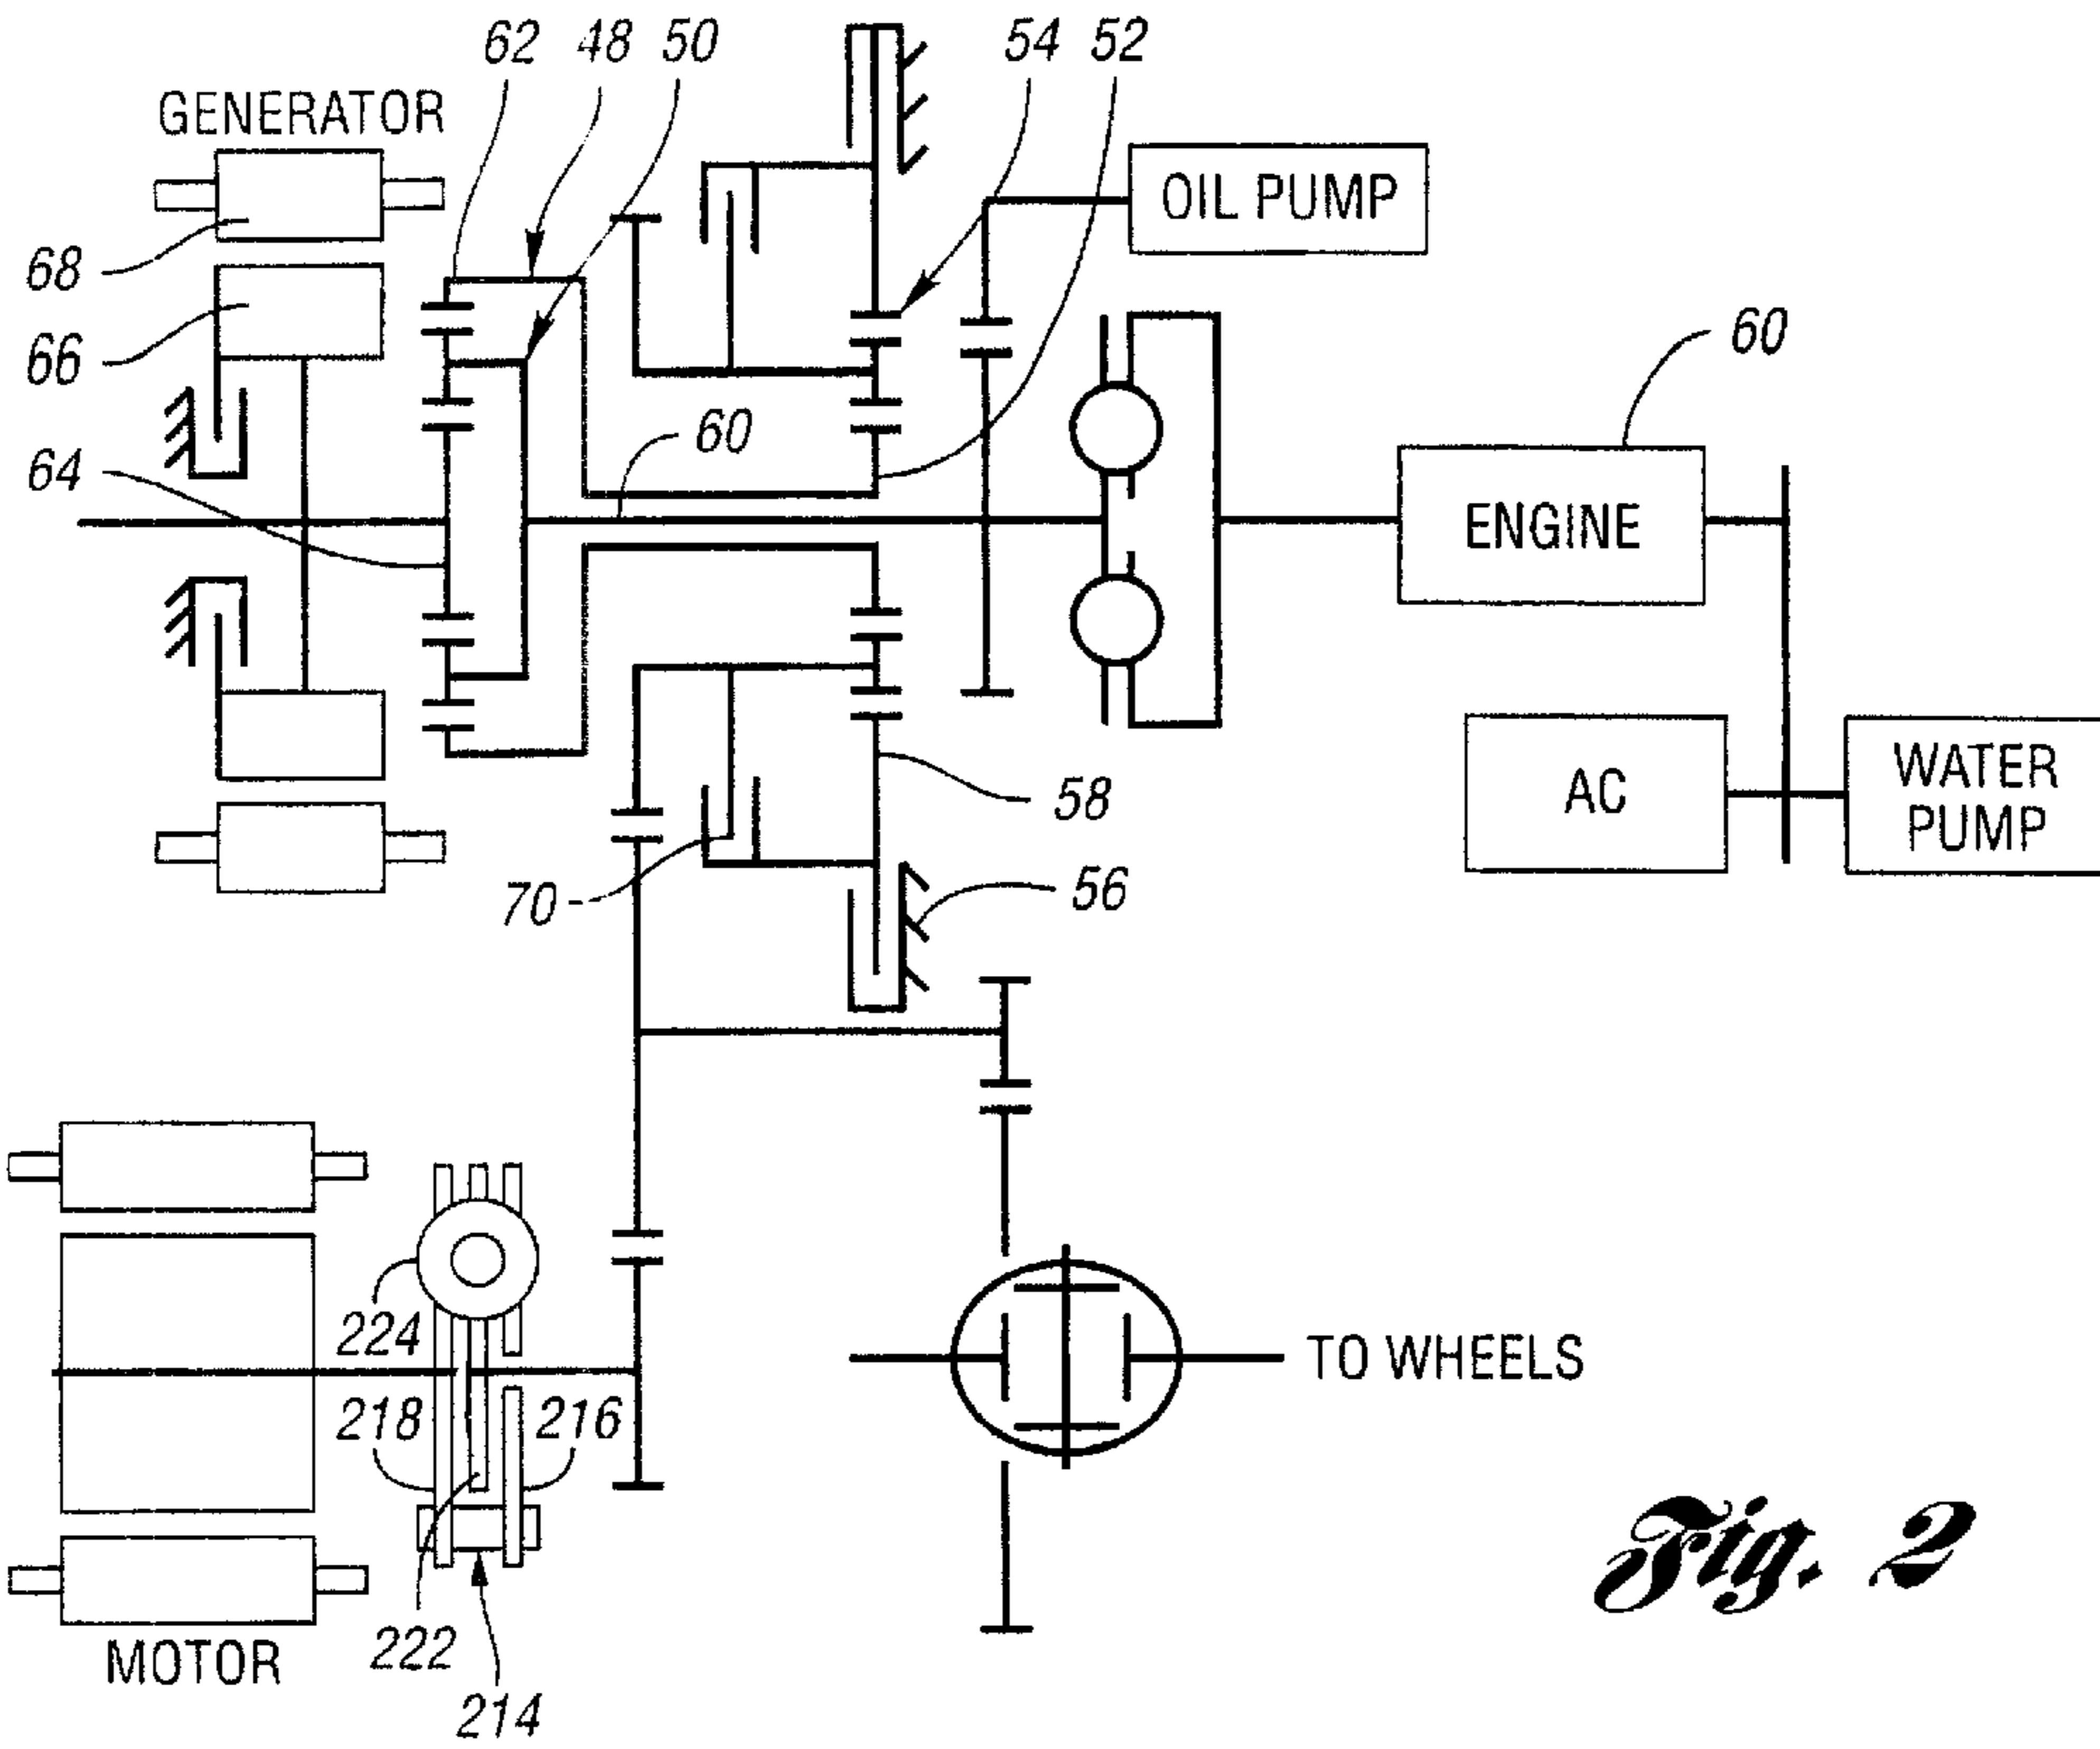 62 48 50 54 52
GENERATOR
OIL PUMP
68
66
60
60
64
ENGINE
58
AC
WATER
PUMP
70
56
224
TO WHEELS
218
216
222
MOTOR
214
Fig. 2